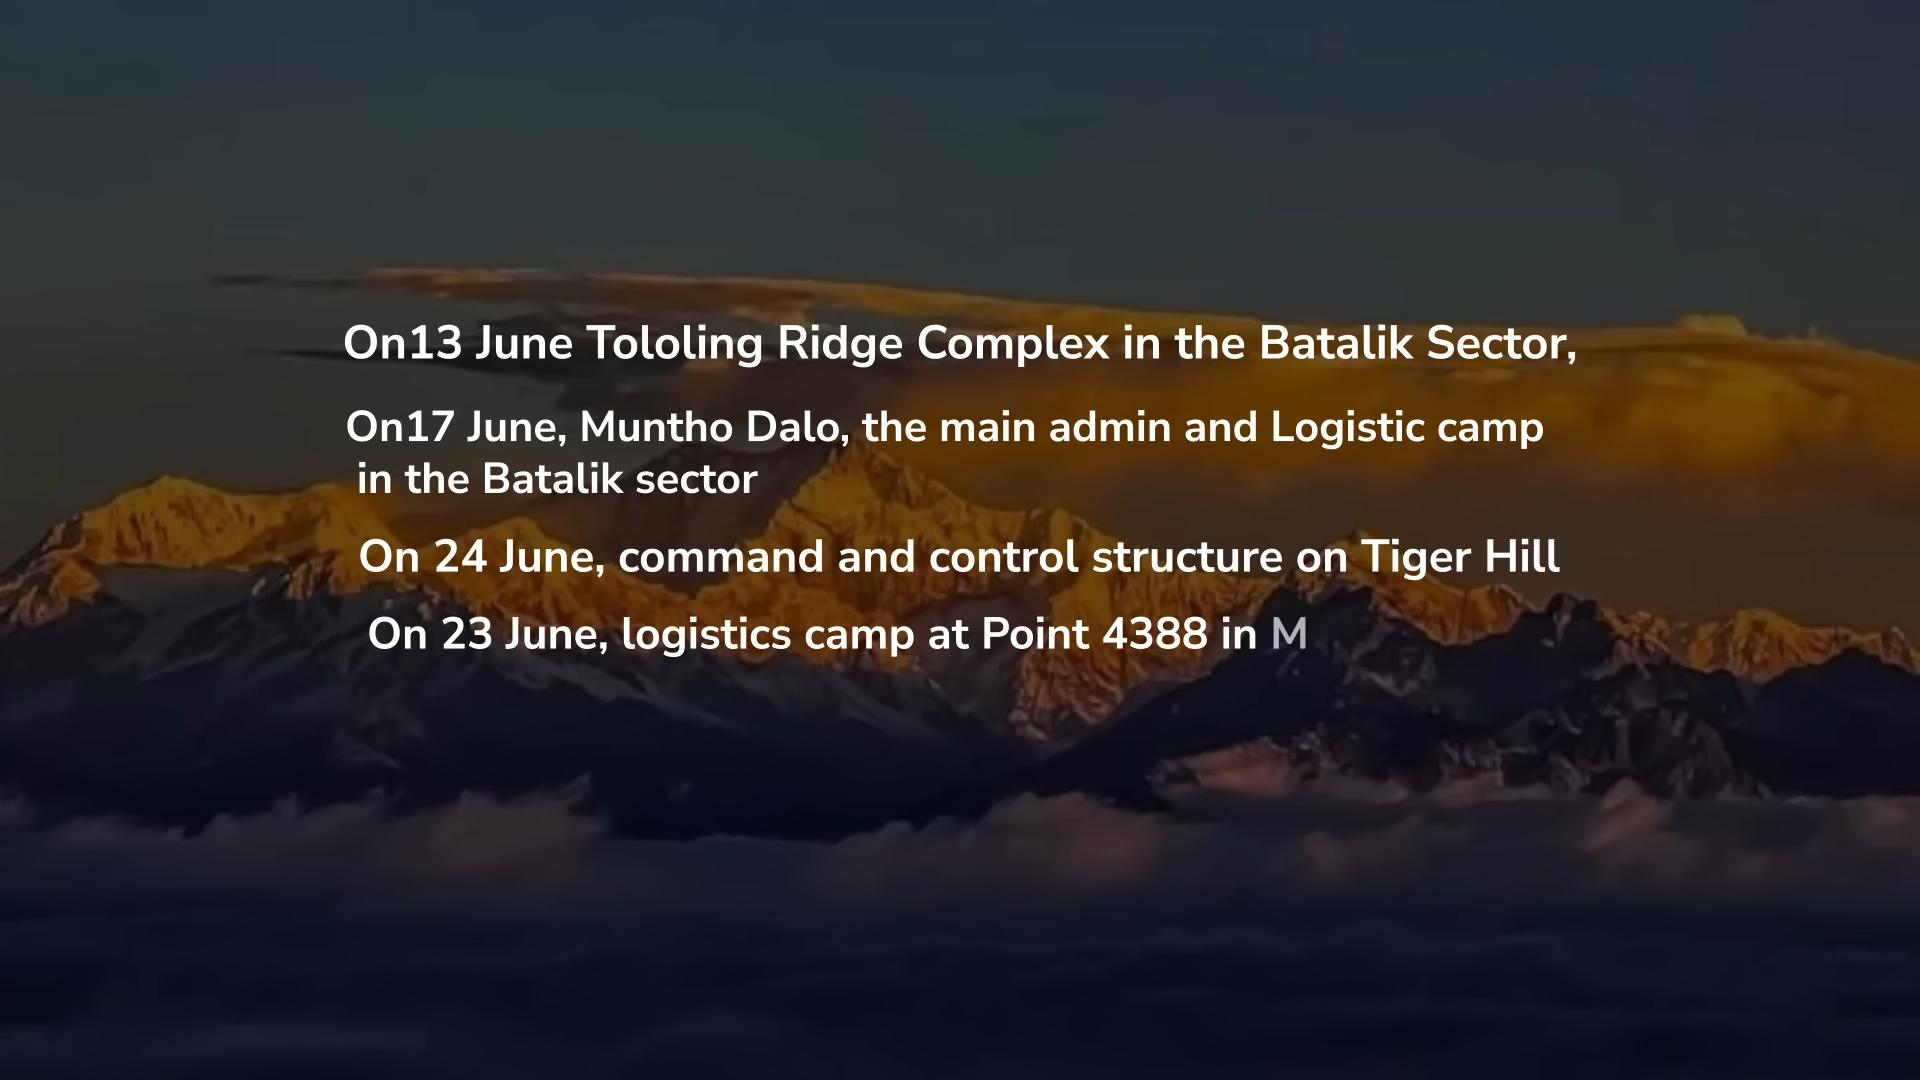 On13 June Tololing Ridge Complex in the Batalik Sector,
On17 June, Muntho Dalo, the main admin and Logistic camp
in the Batalik sector
On 24 June, command and control structure on Tiger Hill
On 23 June, logistics camp at Point 4388 in M